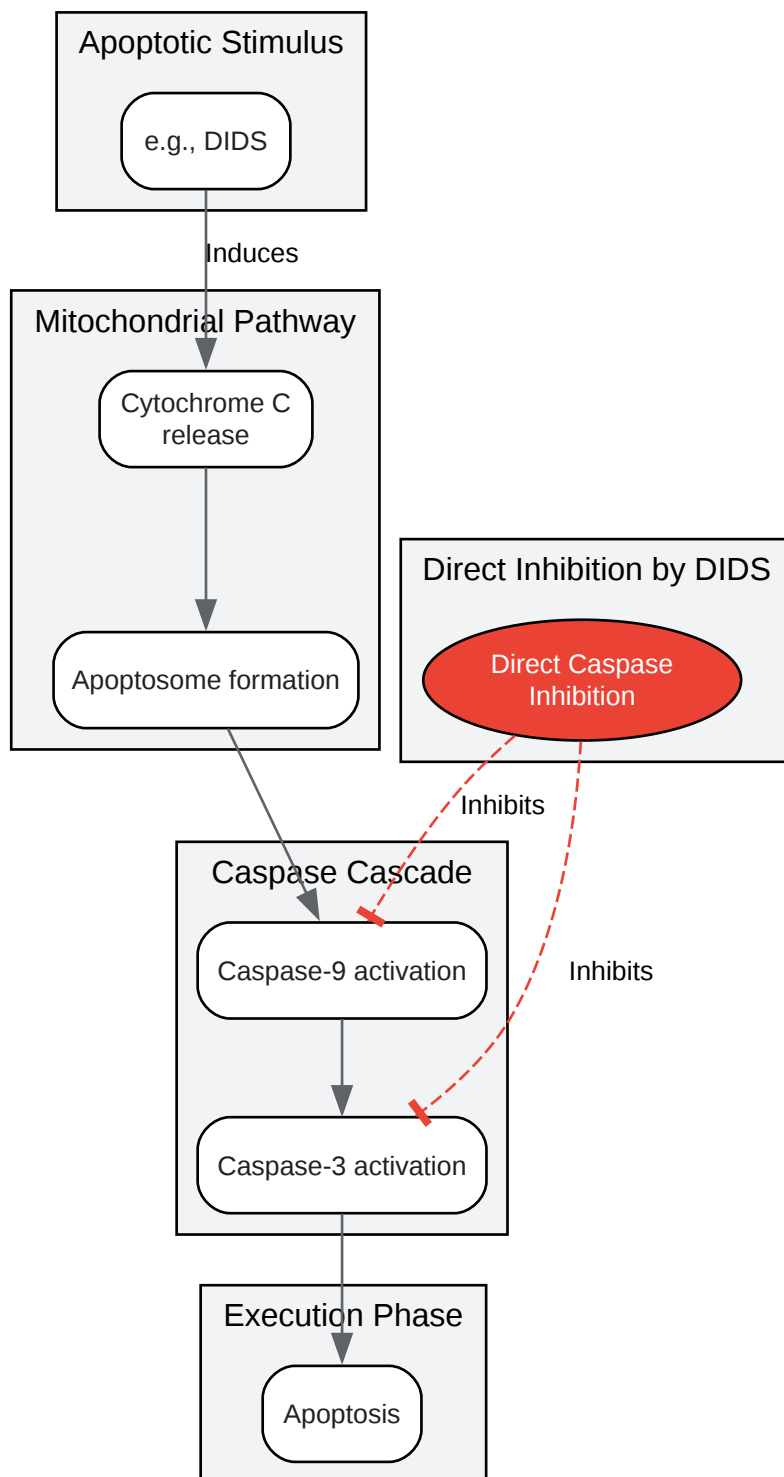 Apoptotic Stimulus
e.g., DIDS
Induces
Mitochondrial Pathway
Cytochrome C
release
Apoptosome formation
Direct Inhibition by DIDS
Direct Caspase
Inhibition
Inhibits
Caspase Cascade
Caspase-9 activation
Inhibits
Caspase-3 activation
Execution Phase
Apoptosis